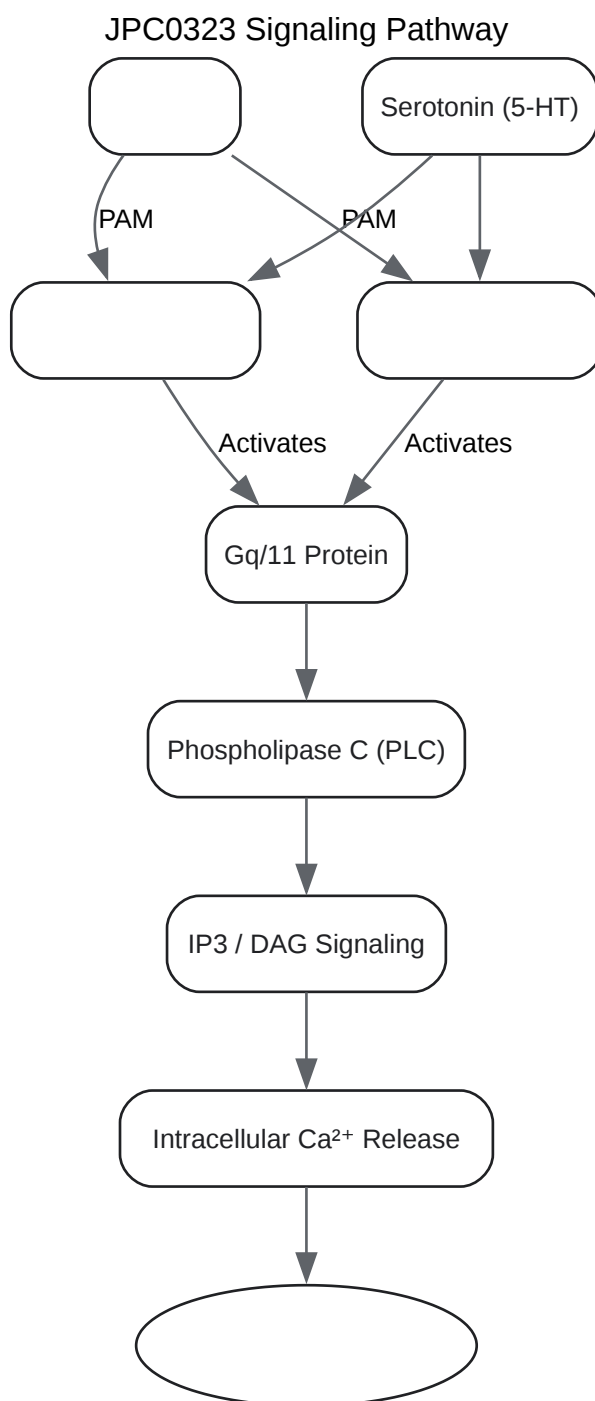 JPC0323 Signaling Pathway
Serotonin (5-HT)
PAM
PAM
Activates
Activates
Gq/11 Protein
Phospholipase C (PLC)
IP3 / DAG Signaling
Intracellular Ca²⁺ Release